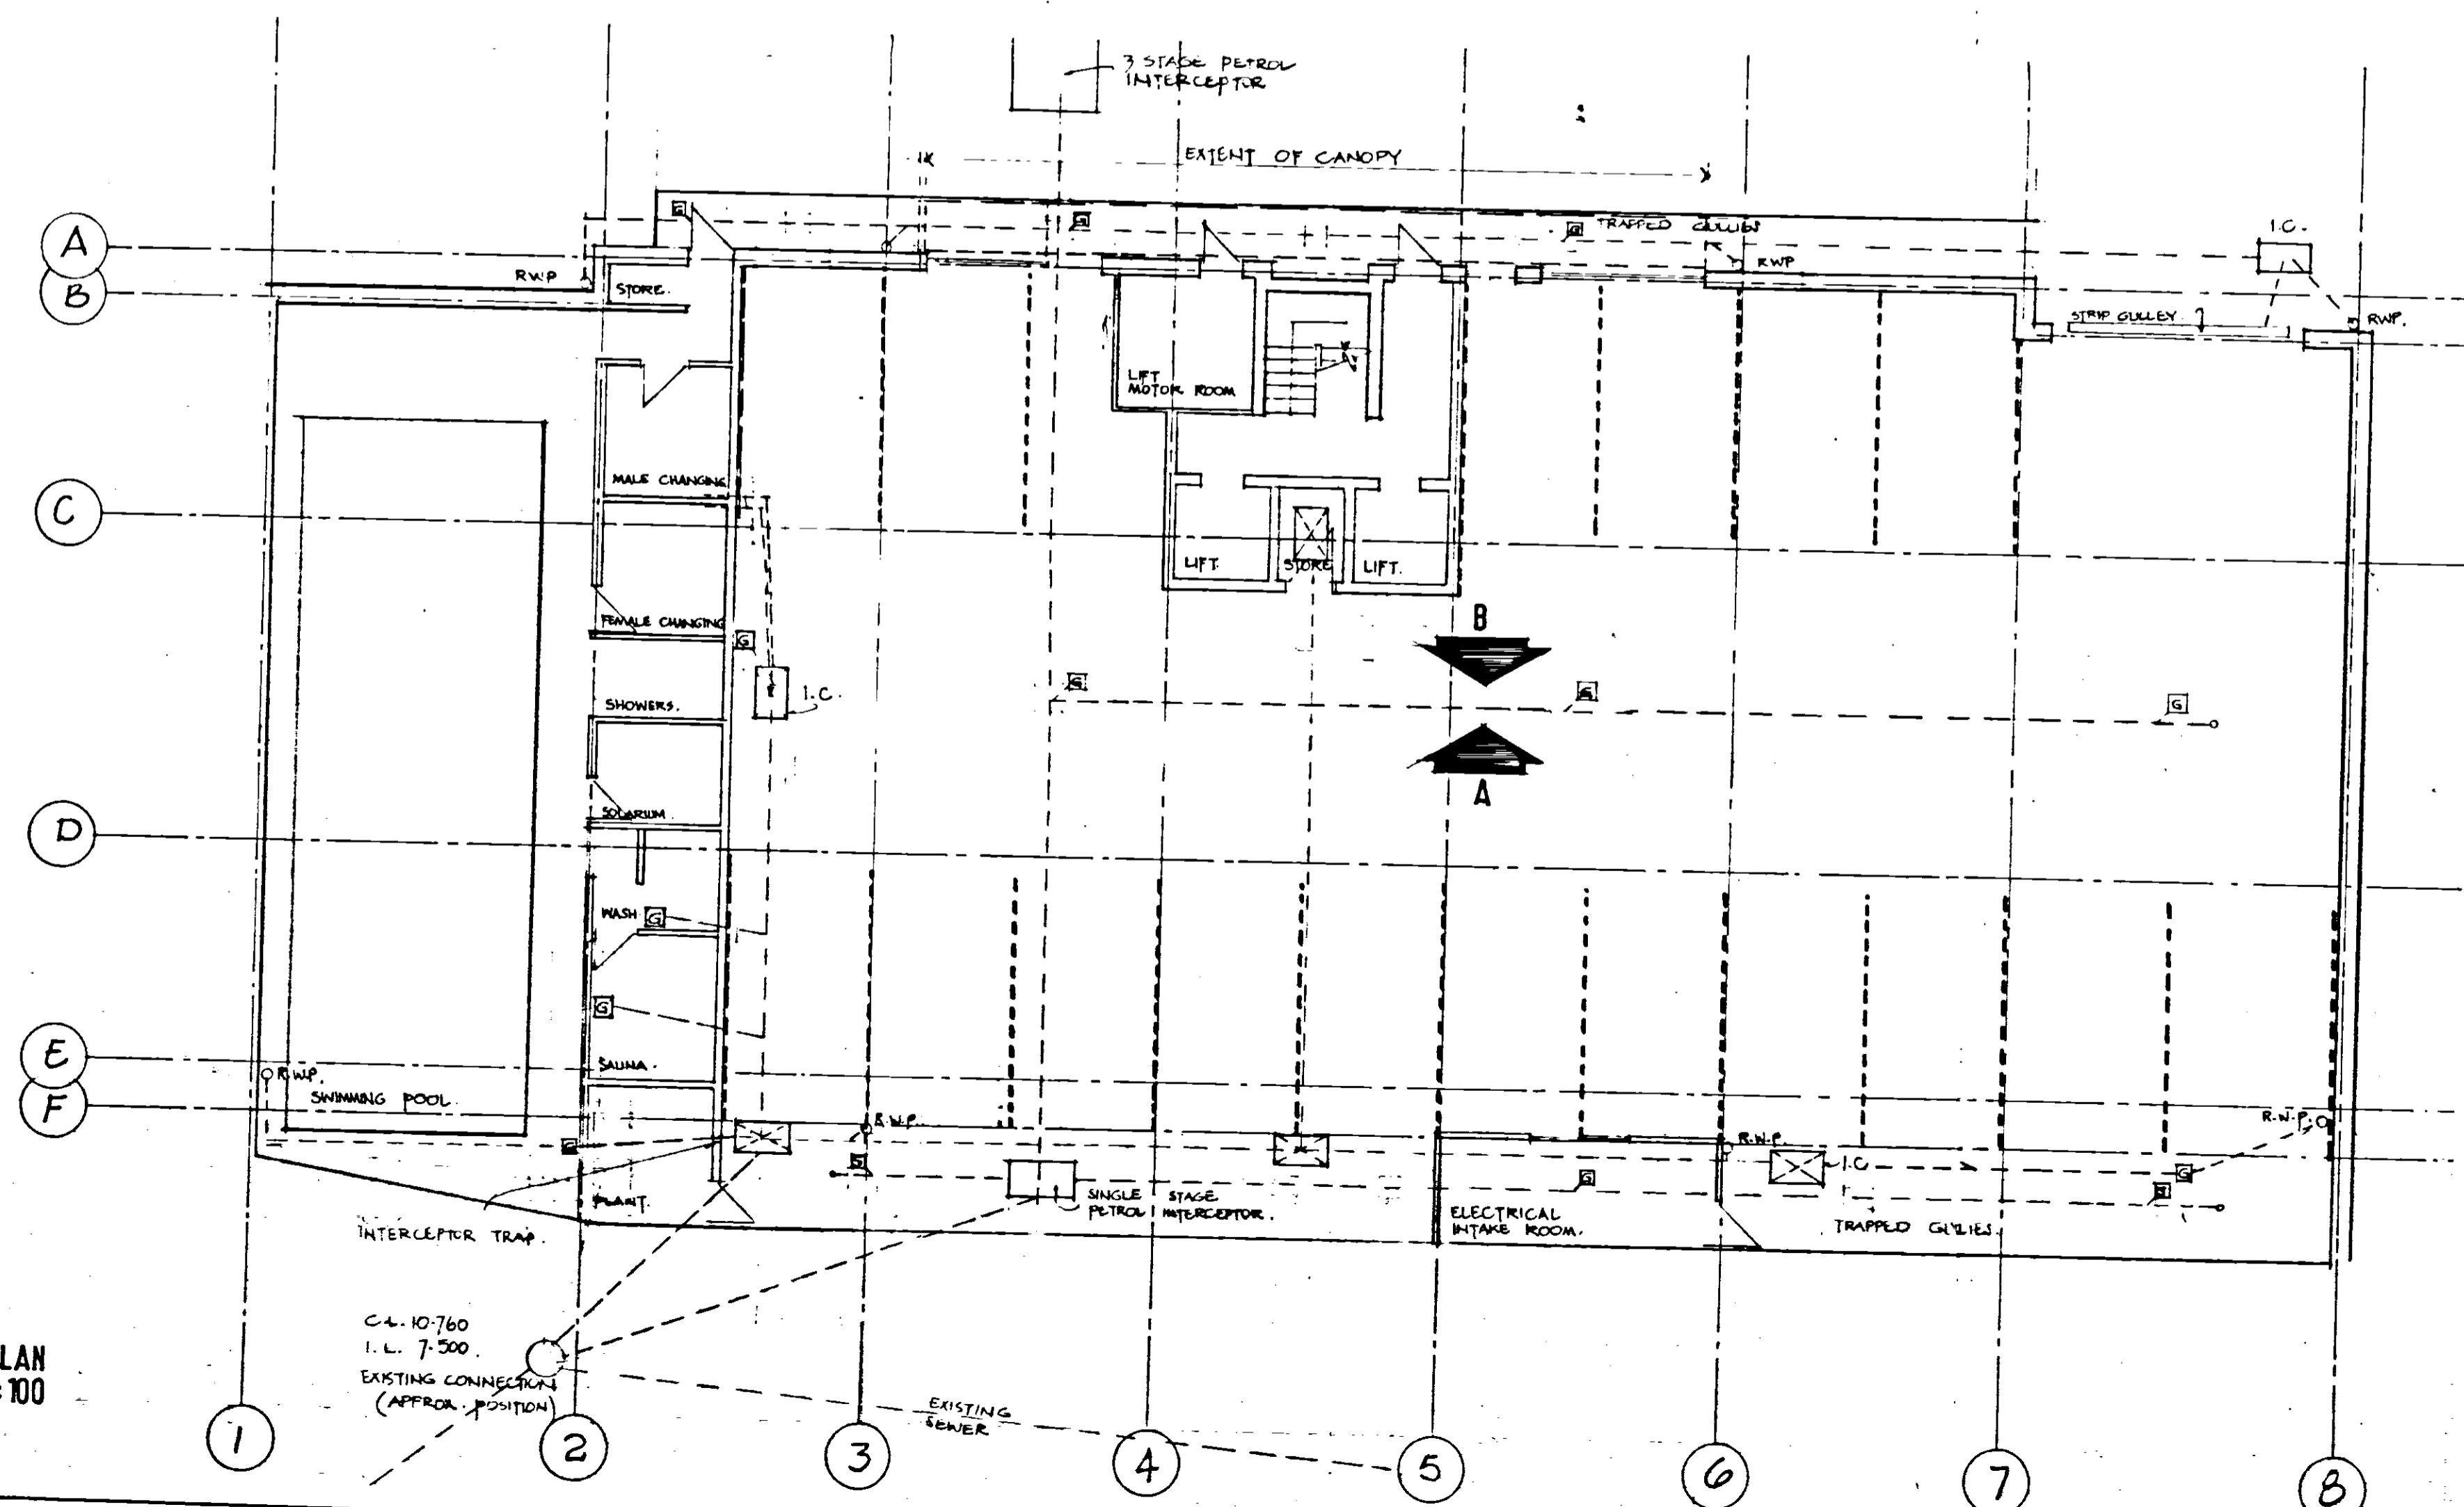 3 STAGE PETROL
INTERCEPTOR
EXTENT OF CANOPY
A
B
C
D
E
F
G
G
G
TRAPPED GULLIES
I.C.
RWP
STORE.
RWP
STRIP GULLEY
RWP.
LIFT
MOTOR ROOM
MALE CHANGING
LIFT.
STORE
LIFT.
FEMALE CHANGING
G
B
SHOWERS.
I.C.
G
G
G
A
SOLARIUM
WASH
G
G
SAUNA.
R.W.P.
SWIMMING POOL.
R.W.P.
R.W.P.
R.W.P.
G
I.C
G
G
G
PLANT.
SINGLE STAGE
PETROL INTERCEPTOR.
ELECTRICAL
INTAKE ROOM.
TRAPPED GULLIES.
INTERCEPTOR TRAP.
C.L. 10.760
I.L. 7.500.
EXISTING CONNECTION
(APPROX. POSITION)
EXISTING
SEWER
LAN
100
1
2
3
4
5
6
7
8